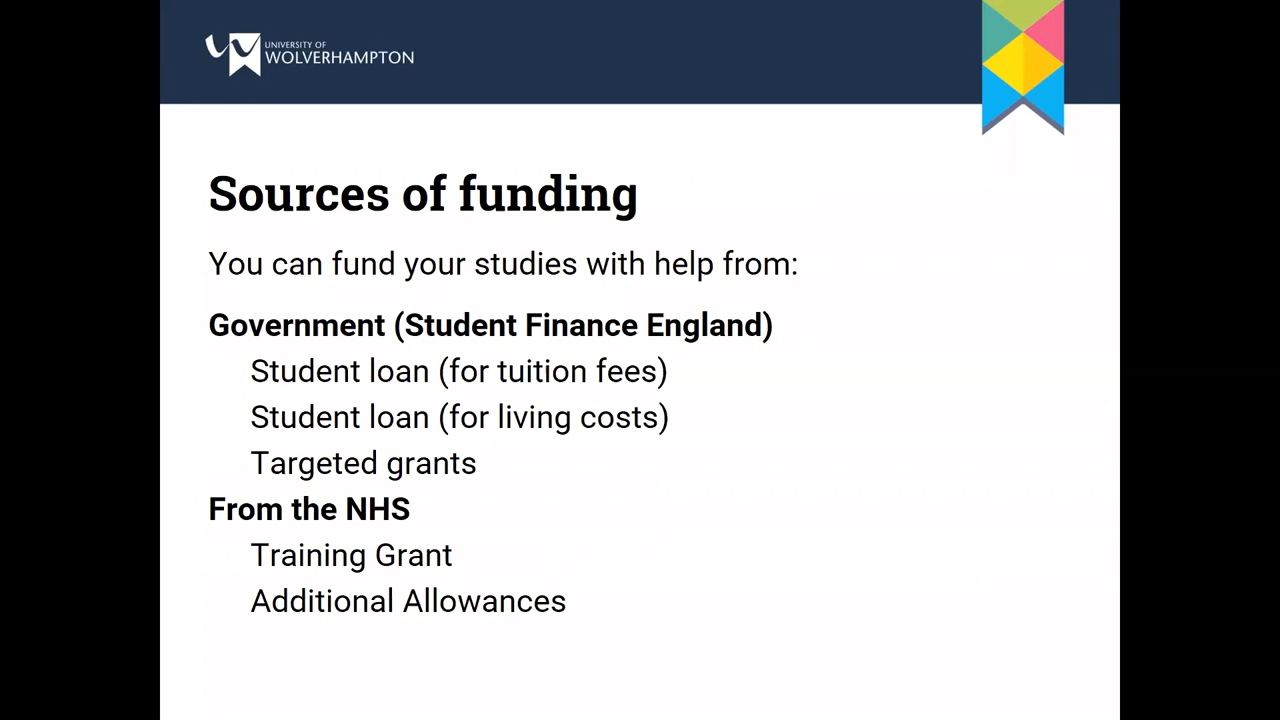 UNIVERSITY OF
WOLVERHAMPTON
Sources of funding
You can fund your studies with help from:
Government (Student Finance England)
Student loan (for tuition fees)
Student loan (for living costs)
Targeted grants
From the NHS
Training Grant
Additional Allowances